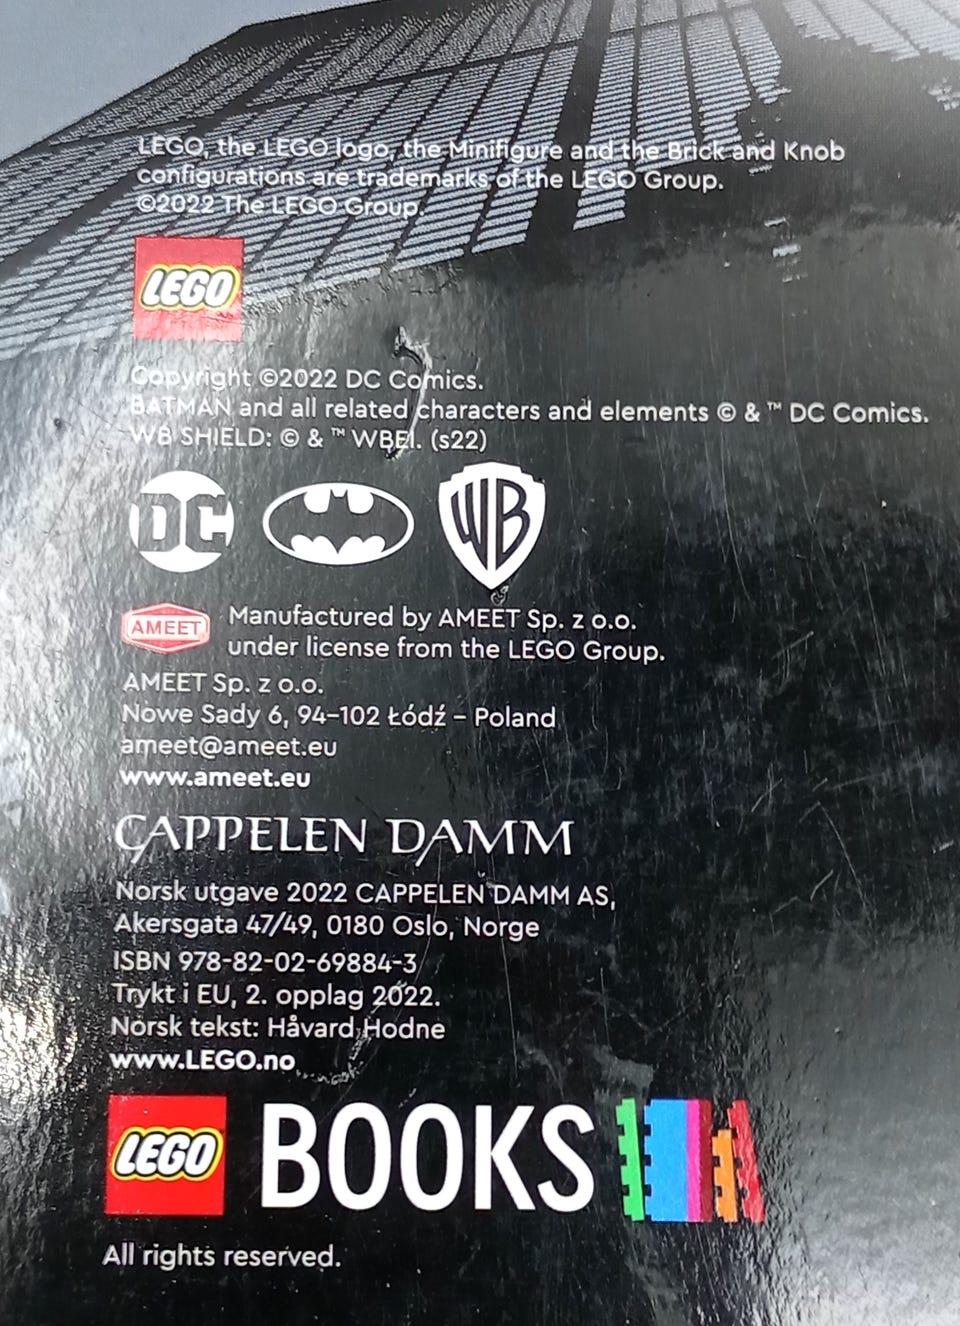 LEGO, the LEGO logo, the Minifigure and the Brick and Knob
configurations are trademarks of the LEGO Group.
©2022 The LEGO Group.
LEGO
Copyright ©2022 DC Comics.
BATMAN and all related characters and elements © & ™ DC Comics.
WB SHIELD: © & ™ WBEI. (s22)
DC WB
AMEET
Manufactured by AMEET Sp. z o.o.
under license from the LEGO Group.
AMEET Sp. z o.o.
Nowe Sady 6, 94-102 Łódź – Poland
ameet@ameet.eu
www.ameet.eu
CAPPELEN DAMM
Norsk utgave 2022 CAPPELEN DAMM AS,
Akersgata 47/49, 0180 Oslo, Norge
ISBN 978-82-02-69884-3
Trykt i EU, 2. opplag 2022.
Norsk tekst: Håvard Hodne
www.LEGO.no
LEGO BOOKS
All rights reserved.